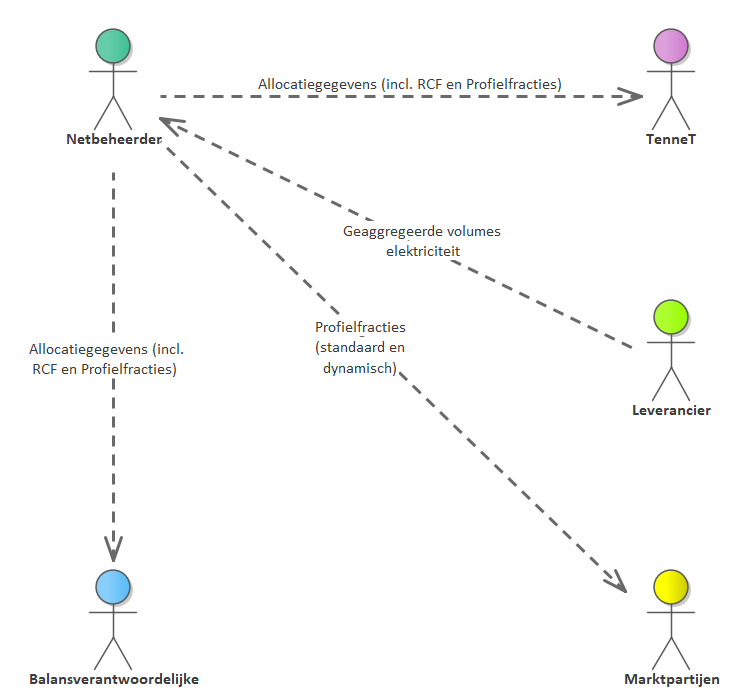 Allocatiegegevens (incl. RCF en Profielfracties)
Netbeheerder
TenneT
Geaggregeerde volumes
elektriciteit
Profielfracties
(standaard en
dynamisch)
Allocatiegegevens (incl.
RCF en Profielfracties)
Leverancier
Balansverantwoordelijke
Marktpartijen